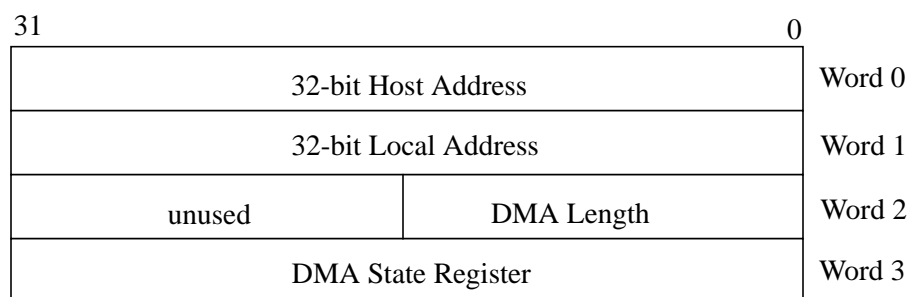 31 0
32-bit Host Address Word 0
32-bit Local Address Word 1
unused DMA Length Word 2
DMA State Register Word 3